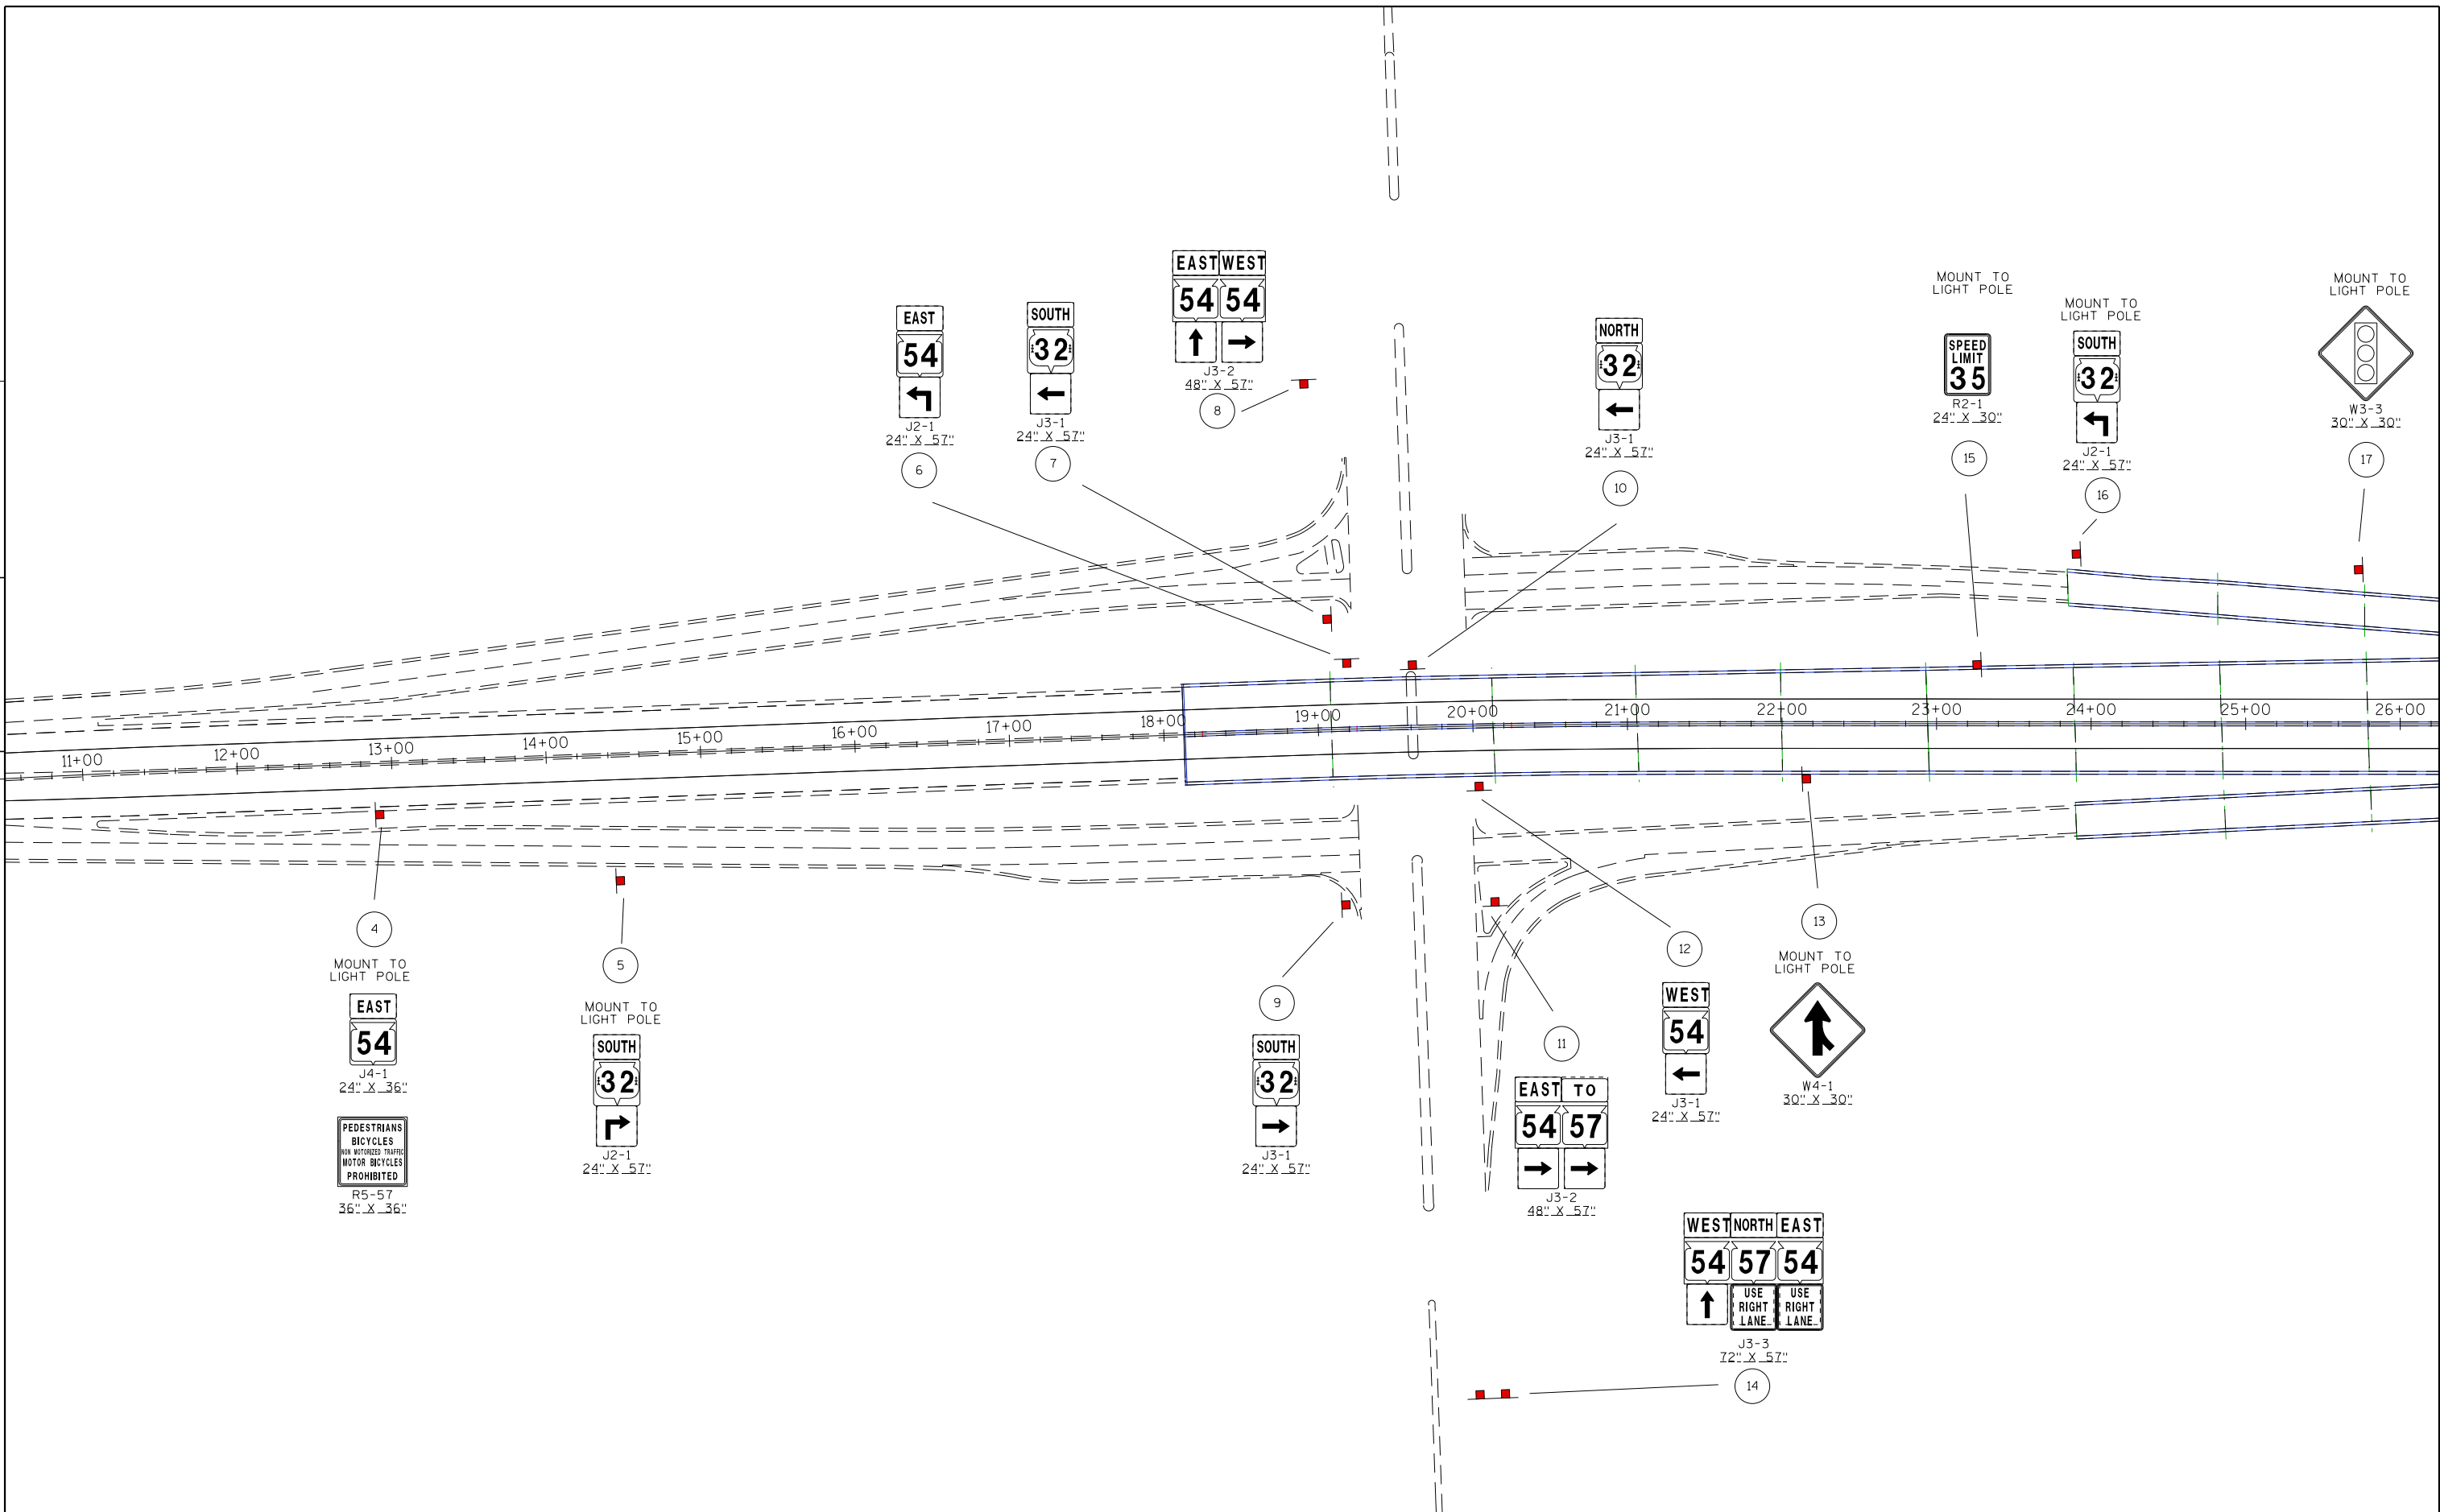 EAST WEST
54 54
J3-2
48" X 57"
8
EAST
54
J2-1
24" X 57"
6
SOUTH
32
J3-1
24" X 57"
7
NORTH
32
J3-1
24" X 57"
10
MOUNT TO
LIGHT POLE
SPEED
LIMIT
35
R2-1
24" X 30"
15
MOUNT TO
LIGHT POLE
SOUTH
32
J2-1
24" X 57"
16
MOUNT TO
LIGHT POLE
W3-3
30" X 30"
17
11+00 12+00 13+00 14+00 15+00 16+00 17+00 18+00 19+00 20+00 21+00 22+00 23+00 24+00 25+00 26+00
4
MOUNT TO
LIGHT POLE
EAST
54
J4-1
24" X 36"
PEDESTRIANS
BICYCLES
NON MOTORIZED TRAFFIC
MOTOR BICYCLES
PROHIBITED
R5-57
36" X 36"
5
MOUNT TO
LIGHT POLE
SOUTH
32
J2-1
24" X 57"
9
SOUTH
32
J3-1
24" X 57"
11
EAST TO
54 57
J3-2
48" X 57"
12
WEST
54
J3-1
24" X 57"
13
MOUNT TO
LIGHT POLE
W4-1
30" X 30"
WEST NORTH EAST
54 57 54
USE USE
RIGHT RIGHT
LANE LANE
J3-3
72" X 57"
14